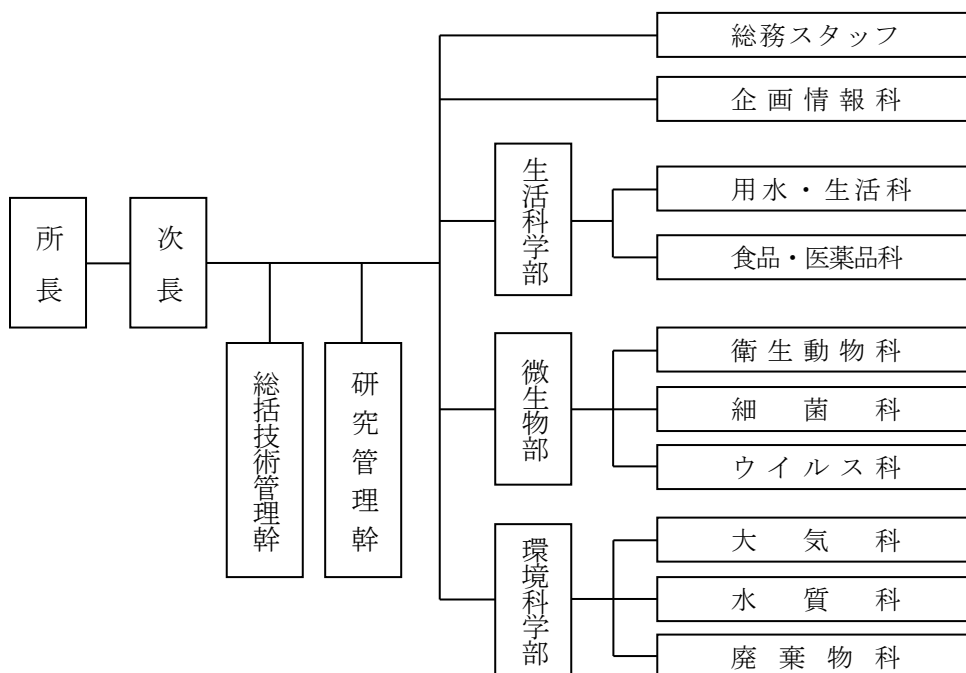 所長
次長
総括技術管理幹
研究管理幹
総務スタッフ
企画情報科
生活科学部
用水・生活科
食品・医薬品科
微生物部
衛生動物科
細菌科
ウイルス科
環境科学部
大気科
水質科
廃棄物科